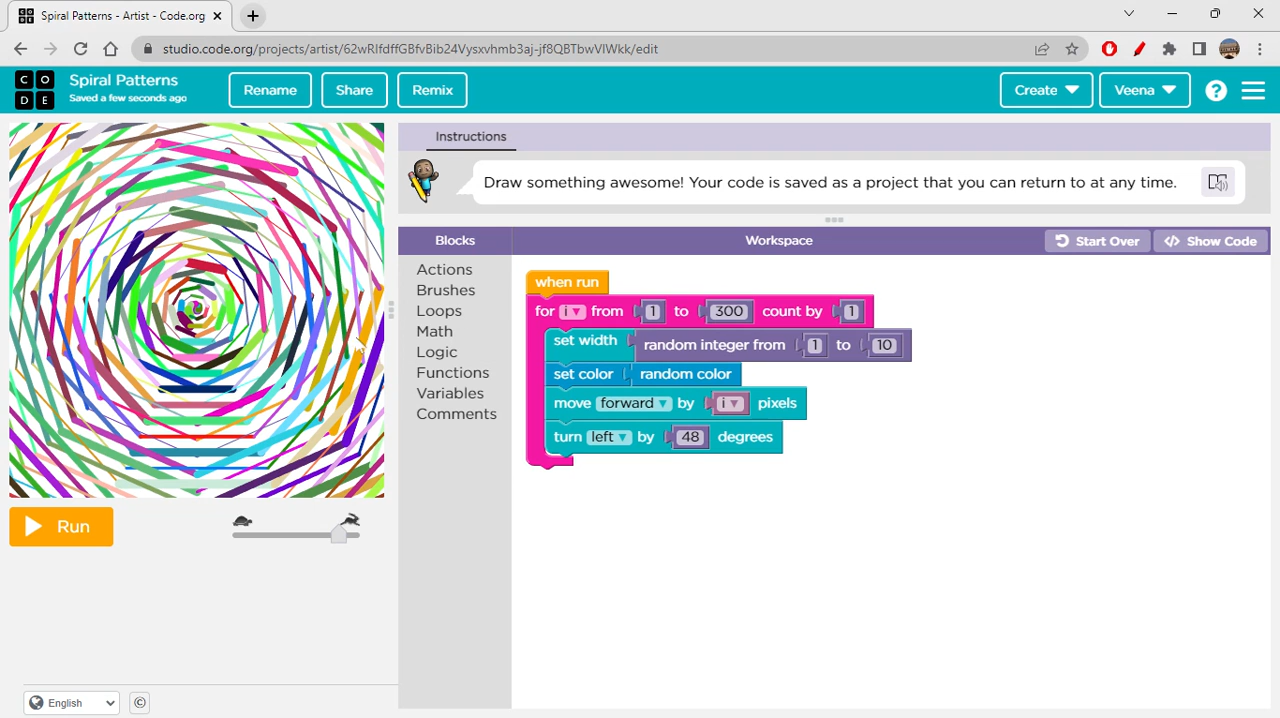 Spiral Patterns - Artist - Code.org
studio.code.org/projects/artist/62wRIfdffGBfvBib24Vysxvhmb3aj-jf8QBTbwVIWkk/edit
C O
D E
Spiral Patterns
Saved a few seconds ago
Rename
Share
Remix
Create
Veena
?
Instructions
Draw something awesome! Your code is saved as a project that you can return to at any time.
Blocks
Workspace
Start Over
Show Code
Actions
Brushes
Loops
Math
Logic
Functions
Variables
Comments
when run
for i from 1 to 300 count by 1
set width random integer from 1 to 10
set color random color
move forward by i pixels
turn left by 48 degrees
Run
English
©